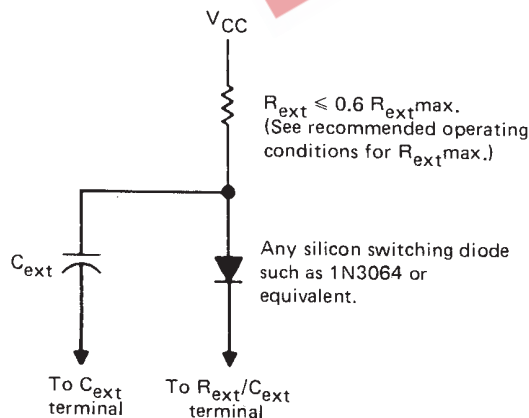 VCC
Rext ≤ 0.6 Rextmax.
(See recommended operating
conditions for Rextmax.)
Cext
Any silicon switching diode
such as 1N3064 or
equivalent.
To Cext
terminal
To Rext/Cext
terminal